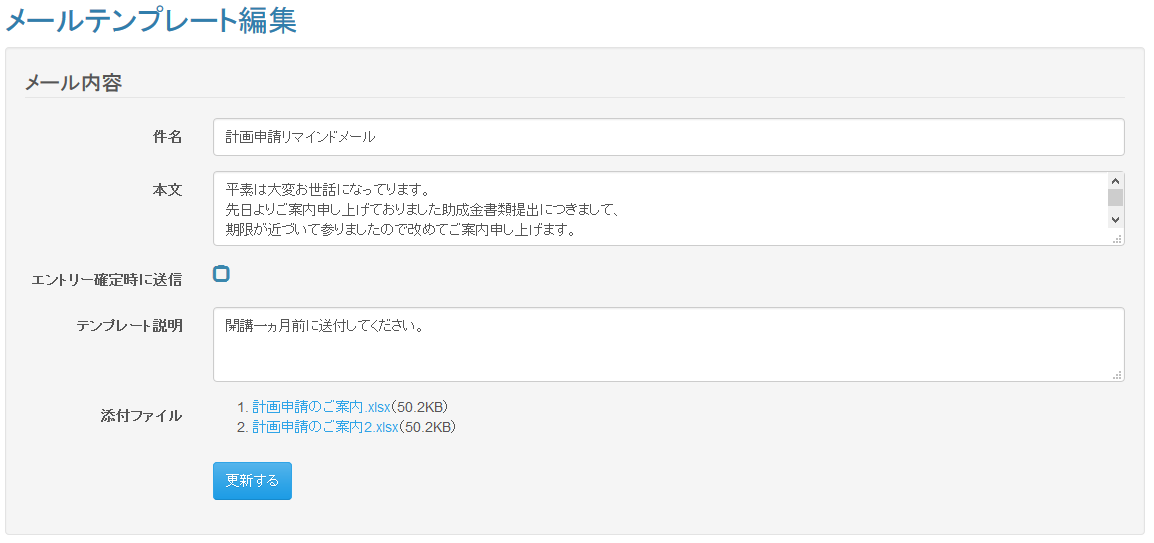 メールテンプレート編集
メール内容
件名
計画申請リマインドメール
本文
平素は大変お世話になってります。
先日よりご案内申し上げておりました助成金書類提出につきまして、
期限が近づいて参りましたので改めてご案内申し上げます。
エントリー確定時に送信
テンプレート説明
開講一ヵ月前に送付してください。
添付ファイル
1. 計画申請のご案内.xlsx(50.2KB)
2. 計画申請のご案内2.xlsx(50.2KB)
更新する